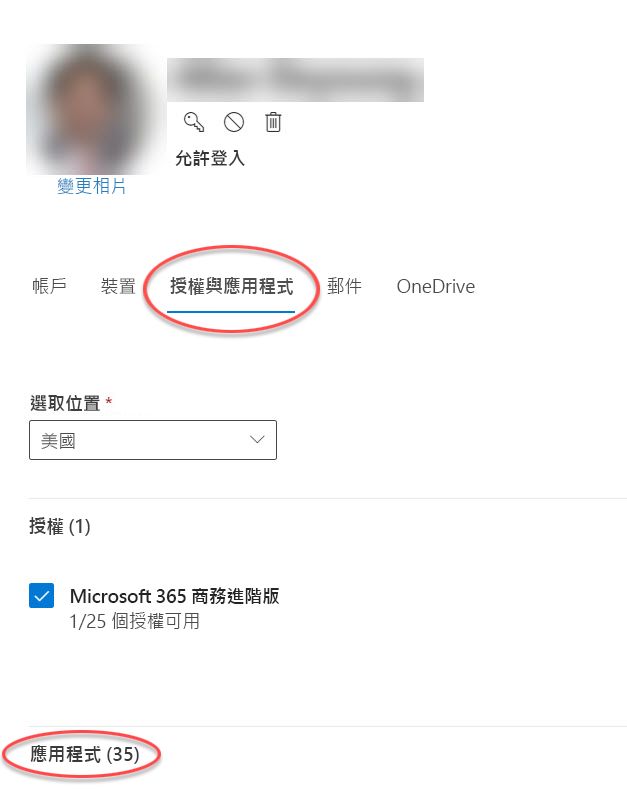 允許登入
變更相片
帳戶 裝置 授權與應用程式 郵件 OneDrive
選取位置 *
美國
授權 (1)
Microsoft 365 商務進階版
1/25 個授權可用
應用程式 (35)